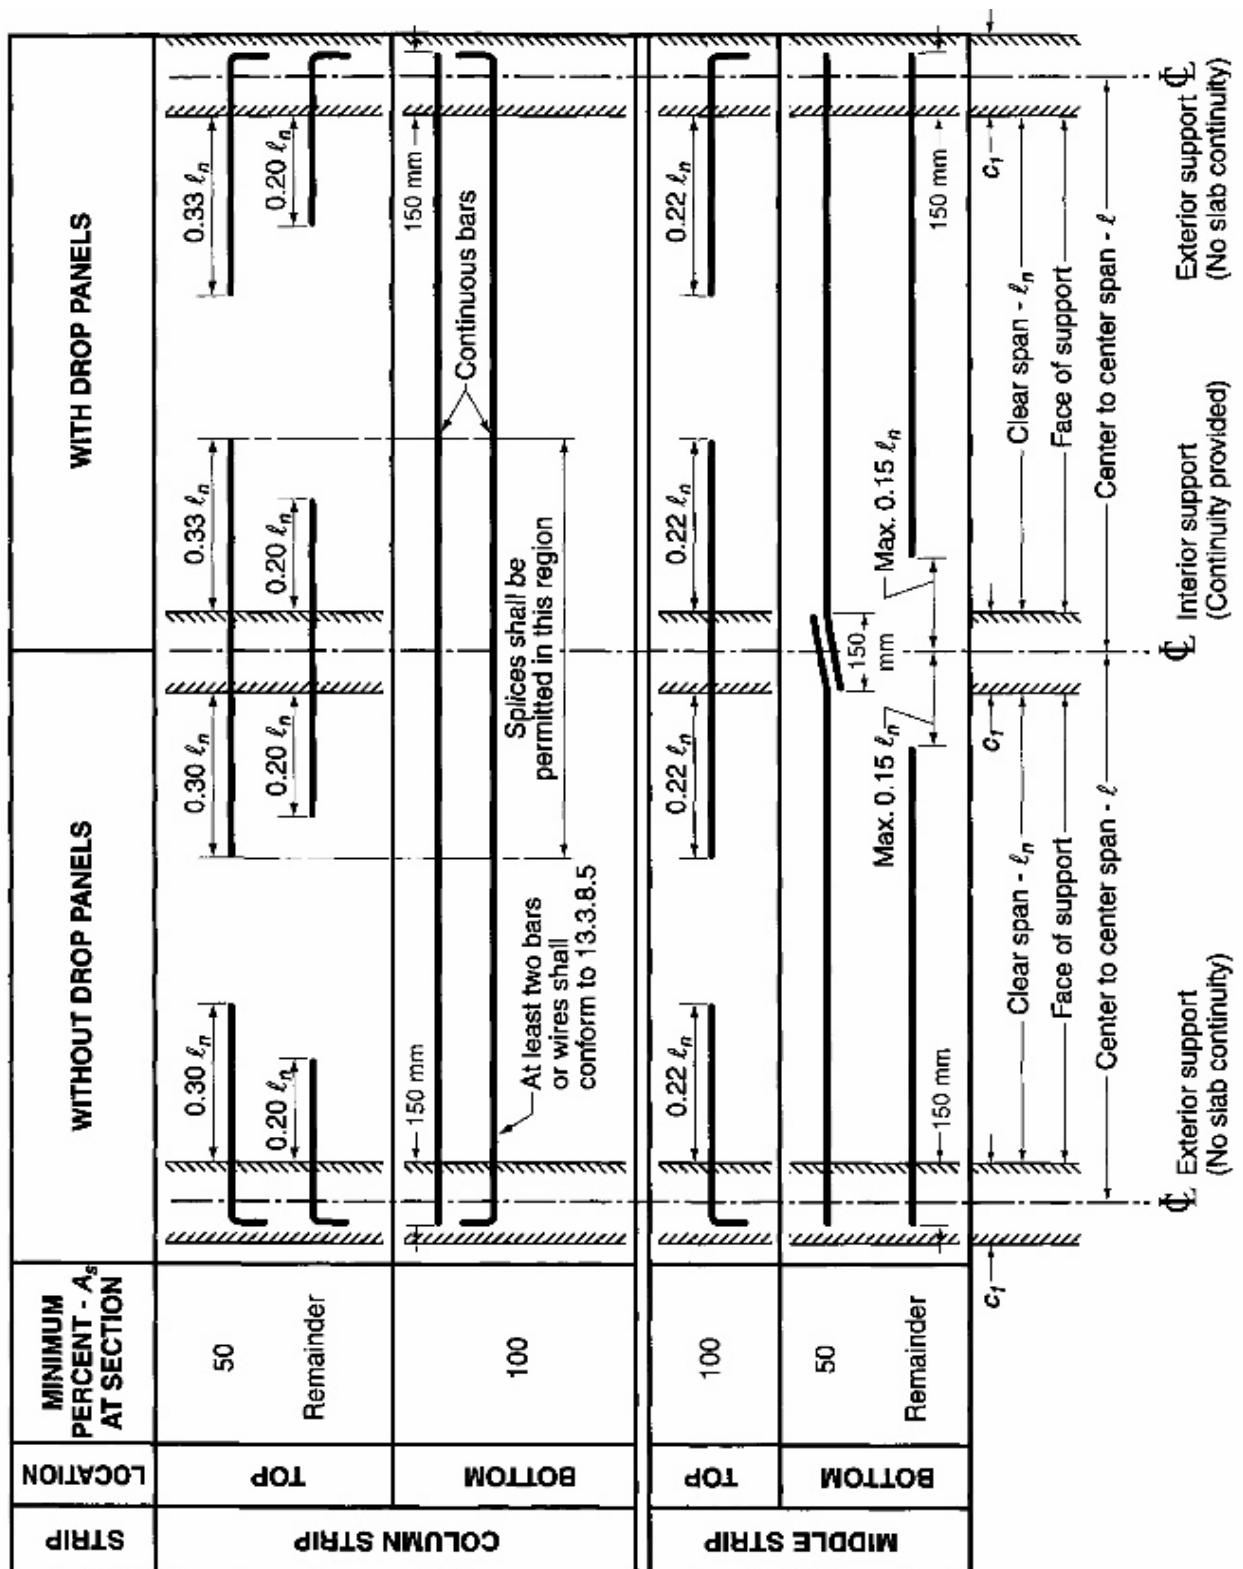 STRIP
LOCATION
MINIMUM
PERCENT - As
AT SECTION
WITHOUT DROP PANELS
WITH DROP PANELS
COLUMN STRIP
TOP
50
0.30 ℓn
0.30 ℓn
0.33 ℓn
0.33 ℓn
Remainder
0.20 ℓn
0.20 ℓn
0.20 ℓn
0.20 ℓn
BOTTOM
100
150 mm
150 mm
Continuous bars
At least two bars
or wires shall
conform to 13.3.8.5
Splices shall be
permitted in this region
MIDDLE STRIP
TOP
100
0.22 ℓn
0.22 ℓn
0.22 ℓn
0.22 ℓn
BOTTOM
50
150
mm
Remainder
150 mm
Max. 0.15 ℓn
Max. 0.15 ℓn
150 mm
c1
c1
c1
Clear span - ℓn
Clear span - ℓn
Face of support
Face of support
Center to center span - ℓ
Center to center span - ℓ
℄ Exterior support
(No slab continuity)
℄ Interior support
(Continuity provided)
Exterior support ℄
(No slab continuity)